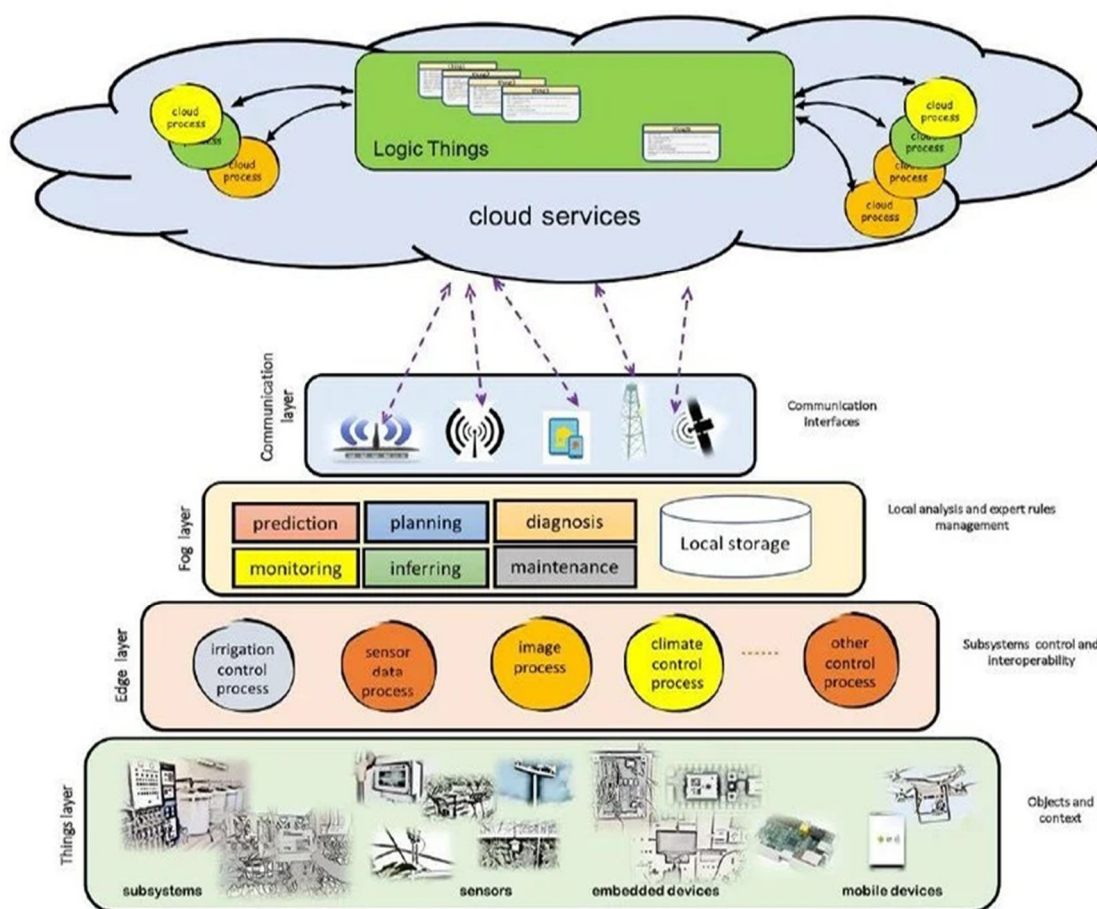 cloud
process
cess
cloud
process
Logic Things
cloud
process
cloud
process
cloud
process
cloud
process
cloud services
Communication
layer
Communication
Interfaces
Fog layer
prediction
planning
diagnosis
monitoring
inferring
maintenance
Local storage
Local analysis and expert rules
management
Edge layer
irrigation
control
process
sensor
data
process
image
process
climate
control
process
other
control
process
Subsystems control and
interoperability
Things layer
subsystems
sensors
embedded devices
mobile devices
Objects and
context